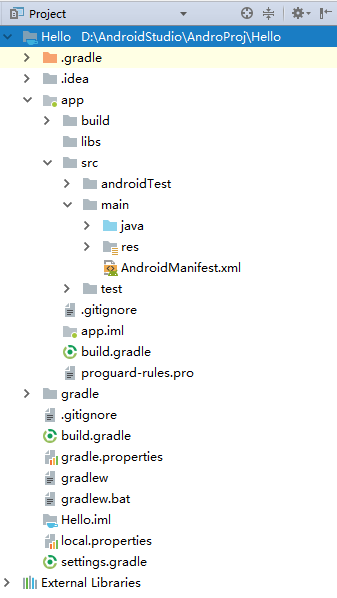 Project
Hello D:\AndroidStudio\AndroProj\Hello
.gradle
.idea
app
build
libs
src
androidTest
main
java
res
AndroidManifest.xml
test
.gitignore
app.iml
build.gradle
proguard-rules.pro
gradle
.gitignore
build.gradle
gradle.properties
gradlew
gradlew.bat
Hello.iml
local.properties
settings.gradle
External Libraries